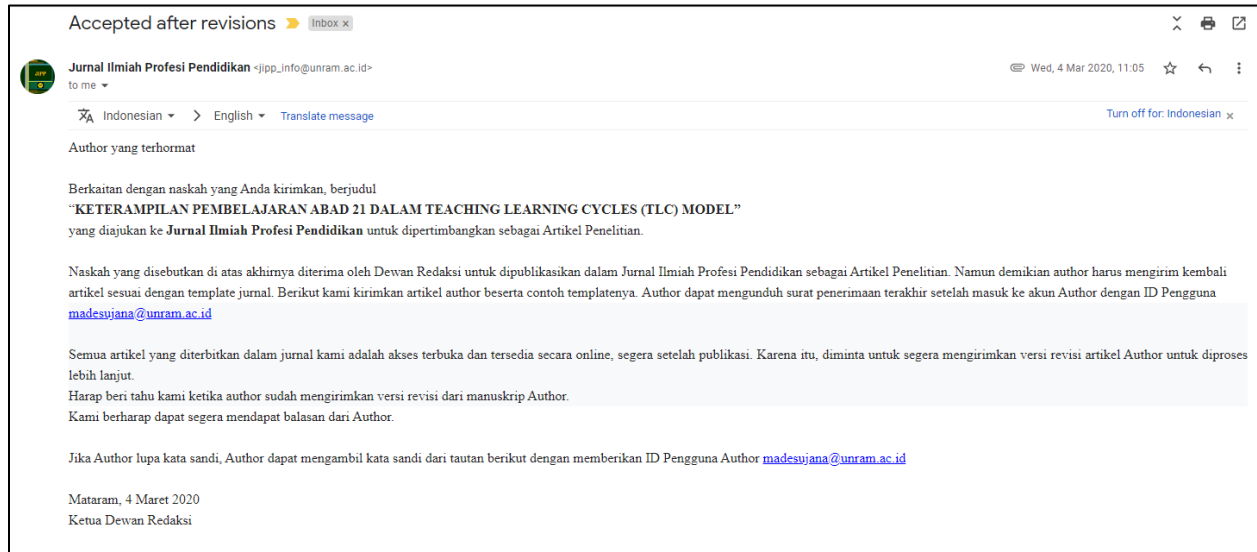 Accepted after revisions Inbox x
Jurnal Ilmiah Profesi Pendidikan <jipp_info@unram.ac.id> Wed, 4 Mar 2020, 11:05
to me
Indonesian > English Translate message Turn off for: Indonesian x
Author yang terhormat
Berkaitan dengan naskah yang Anda kirimkan, berjudul
“KETERAMPILAN PEMBELAJARAN ABAD 21 DALAM TEACHING LEARNING CYCLES (TLC) MODEL”
yang diajukan ke Jurnal Ilmiah Profesi Pendidikan untuk dipertimbangkan sebagai Artikel Penelitian.
Naskah yang disebutkan di atas akhirnya diterima oleh Dewan Redaksi untuk dipublikasikan dalam Jurnal Ilmiah Profesi Pendidikan sebagai Artikel Penelitian. Namun demikian author harus mengirim kembali
artikel sesuai dengan template jurnal. Berikut kami kirimkan artikel author beserta contoh templatenya. Author dapat mengunduh surat penerimaan terakhir setelah masuk ke akun Author dengan ID Pengguna
madesujana@unram.ac.id
Semua artikel yang diterbitkan dalam jurnal kami adalah akses terbuka dan tersedia secara online, segera setelah publikasi. Karena itu, diminta untuk segera mengirimkan versi revisi artikel Author untuk diproses
lebih lanjut.
Harap beri tahu kami ketika author sudah mengirimkan versi revisi dari manuskrip Author.
Kami berharap dapat segera mendapat balasan dari Author.
Jika Author lupa kata sandi, Author dapat mengambil kata sandi dari tautan berikut dengan memberikan ID Pengguna Author madesujana@unram.ac.id
Mataram, 4 Maret 2020
Ketua Dewan Redaksi